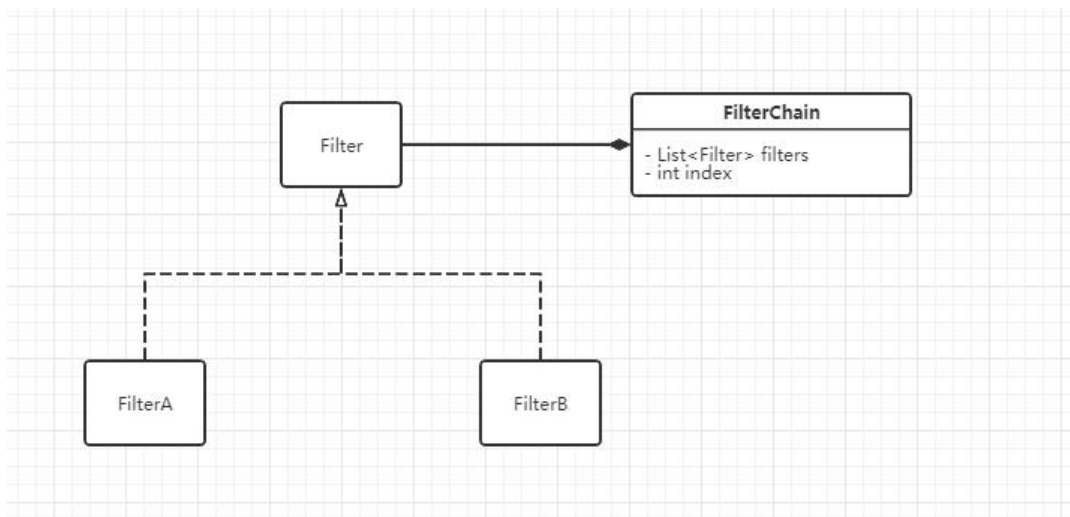 Filter
FilterChain
- List<Filter> filters
- int index
FilterA
FilterB